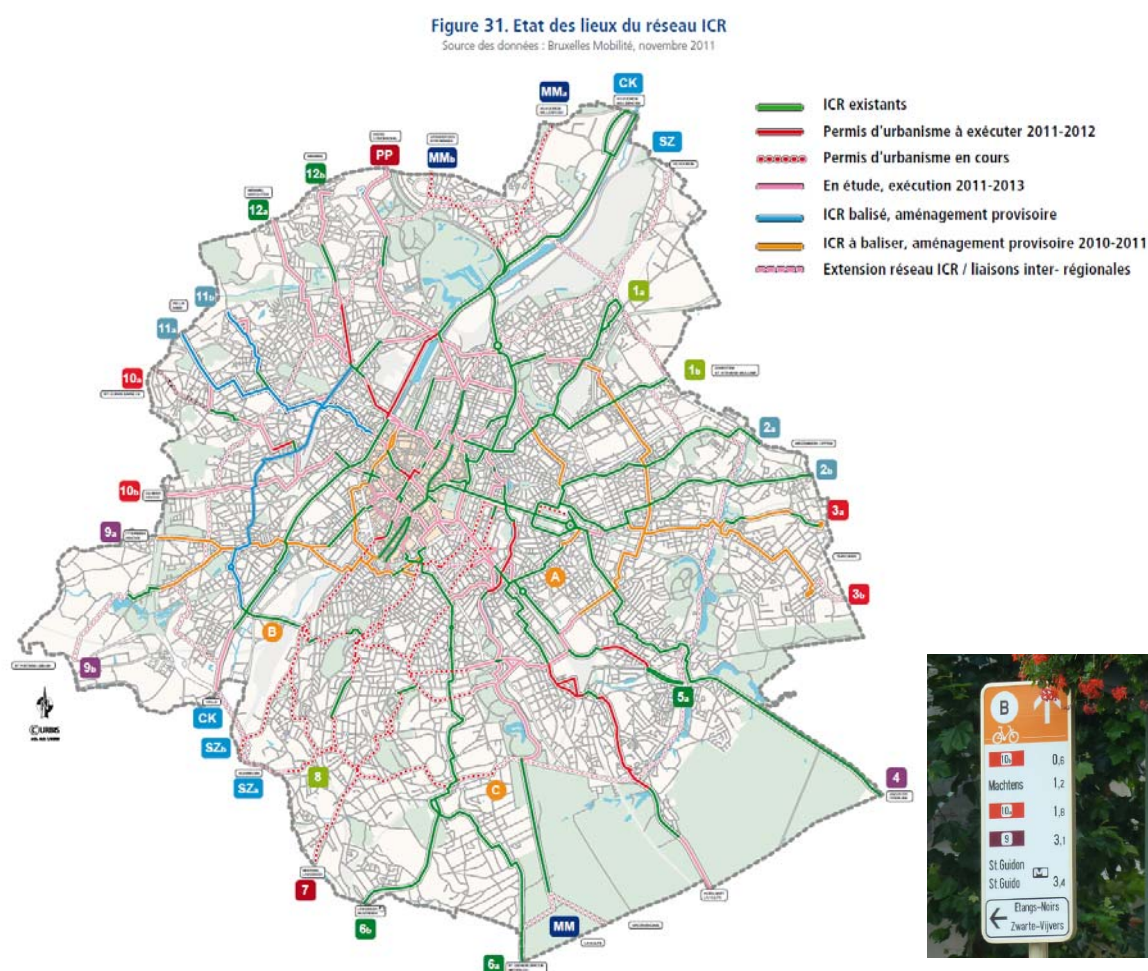 Figure 31. Etat des lieux du réseau ICR
Source des données : Bruxelles Mobilité, novembre 2011
ICR existants
Permis d'urbanisme à exécuter 2011-2012
Permis d'urbanisme en cours
En étude, exécution 2011-2013
ICR balisé, aménagement provisoire
ICR à baliser, aménagement provisoire 2010-2011
Extension réseau ICR / liaisons inter- régionales
MMa
CK
SZ
PP
MMb
12b
12a
11b
11a
1a
10a
1b
2a
2b
10b
3a
9a
A
3b
B
9b
5a
CK
SZb
SZa
8
C
4
7
6b
MM
6a
©URBIS
B
10b 0,6
Machtens 1,2
10a 1,8
9 3,1
St.Guidon
St.Guido M 3,4
Etangs-Noirs
Zwarte-Vijvers